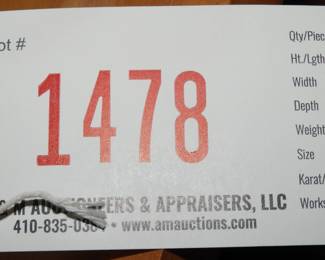 ot #
1478
& M AUCTIONEERS & APPRAISERS, LLC
410-835-0384 • www.amauctions.com
Qty/Piec
Ht./Lgth
Width
Depth
Weight
Size
Karat/
Works